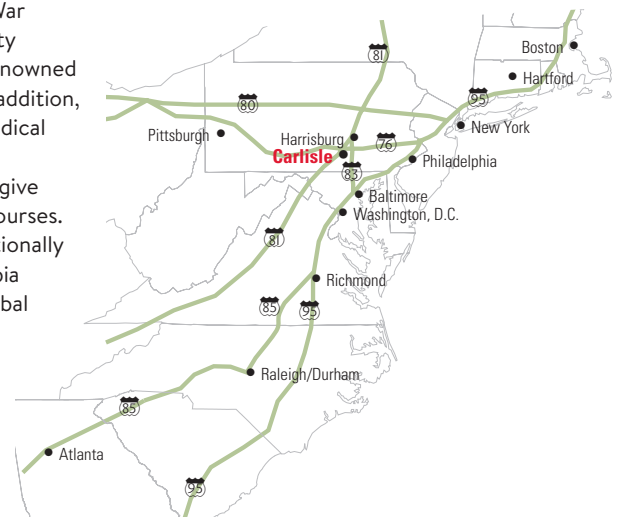 War
ty
nowned
addition,
dical
give
ourses.
tionally
bia
bal
81
Boston
Hartford
95
80
New York
Pittsburgh
Harrisburg
76
Carlisle
Philadelphia
83
Baltimore
Washington, D.C.
81
Richmond
85
95
Raleigh/Durham
85
Atlanta
95